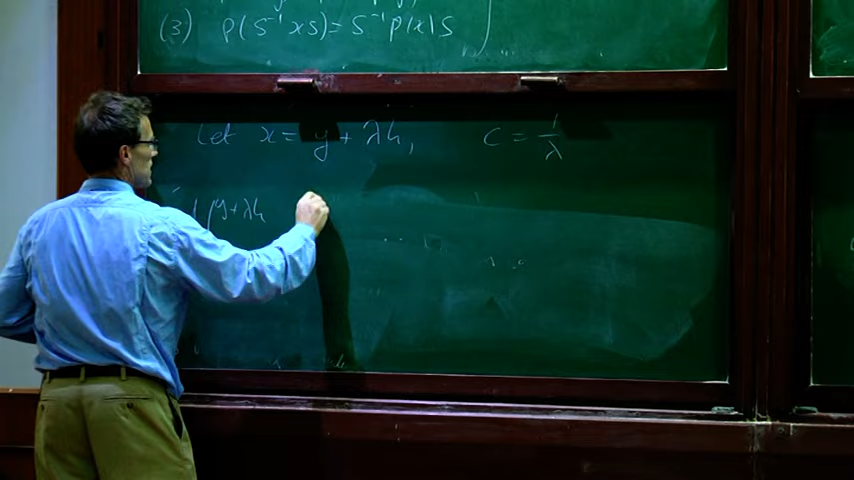 (3) p(S⁻¹xS) = S⁻¹p(x)S
Let x = y + λh, c = 1/λ
y + λh